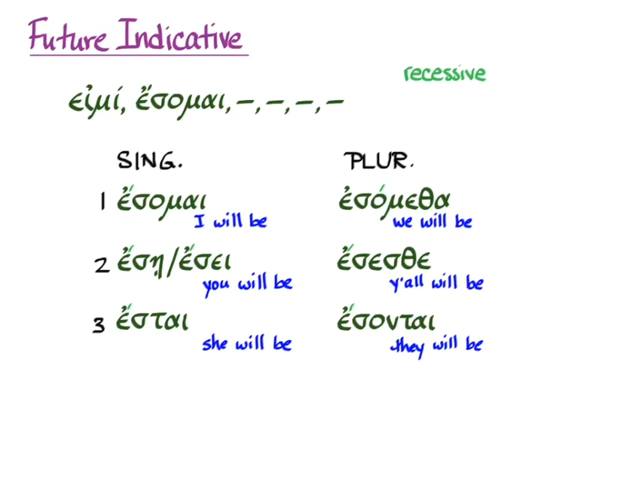 Future Indicative
recessive
εἰμί, ἔσομαι, –, –, –, –
SING. PLUR.
1 ἔσομαι ἐσόμεθα
I will be we will be
2 ἔσῃ/ἔσει ἔσεσθε
you will be y'all will be
3 ἔσται ἔσονται
she will be they will be